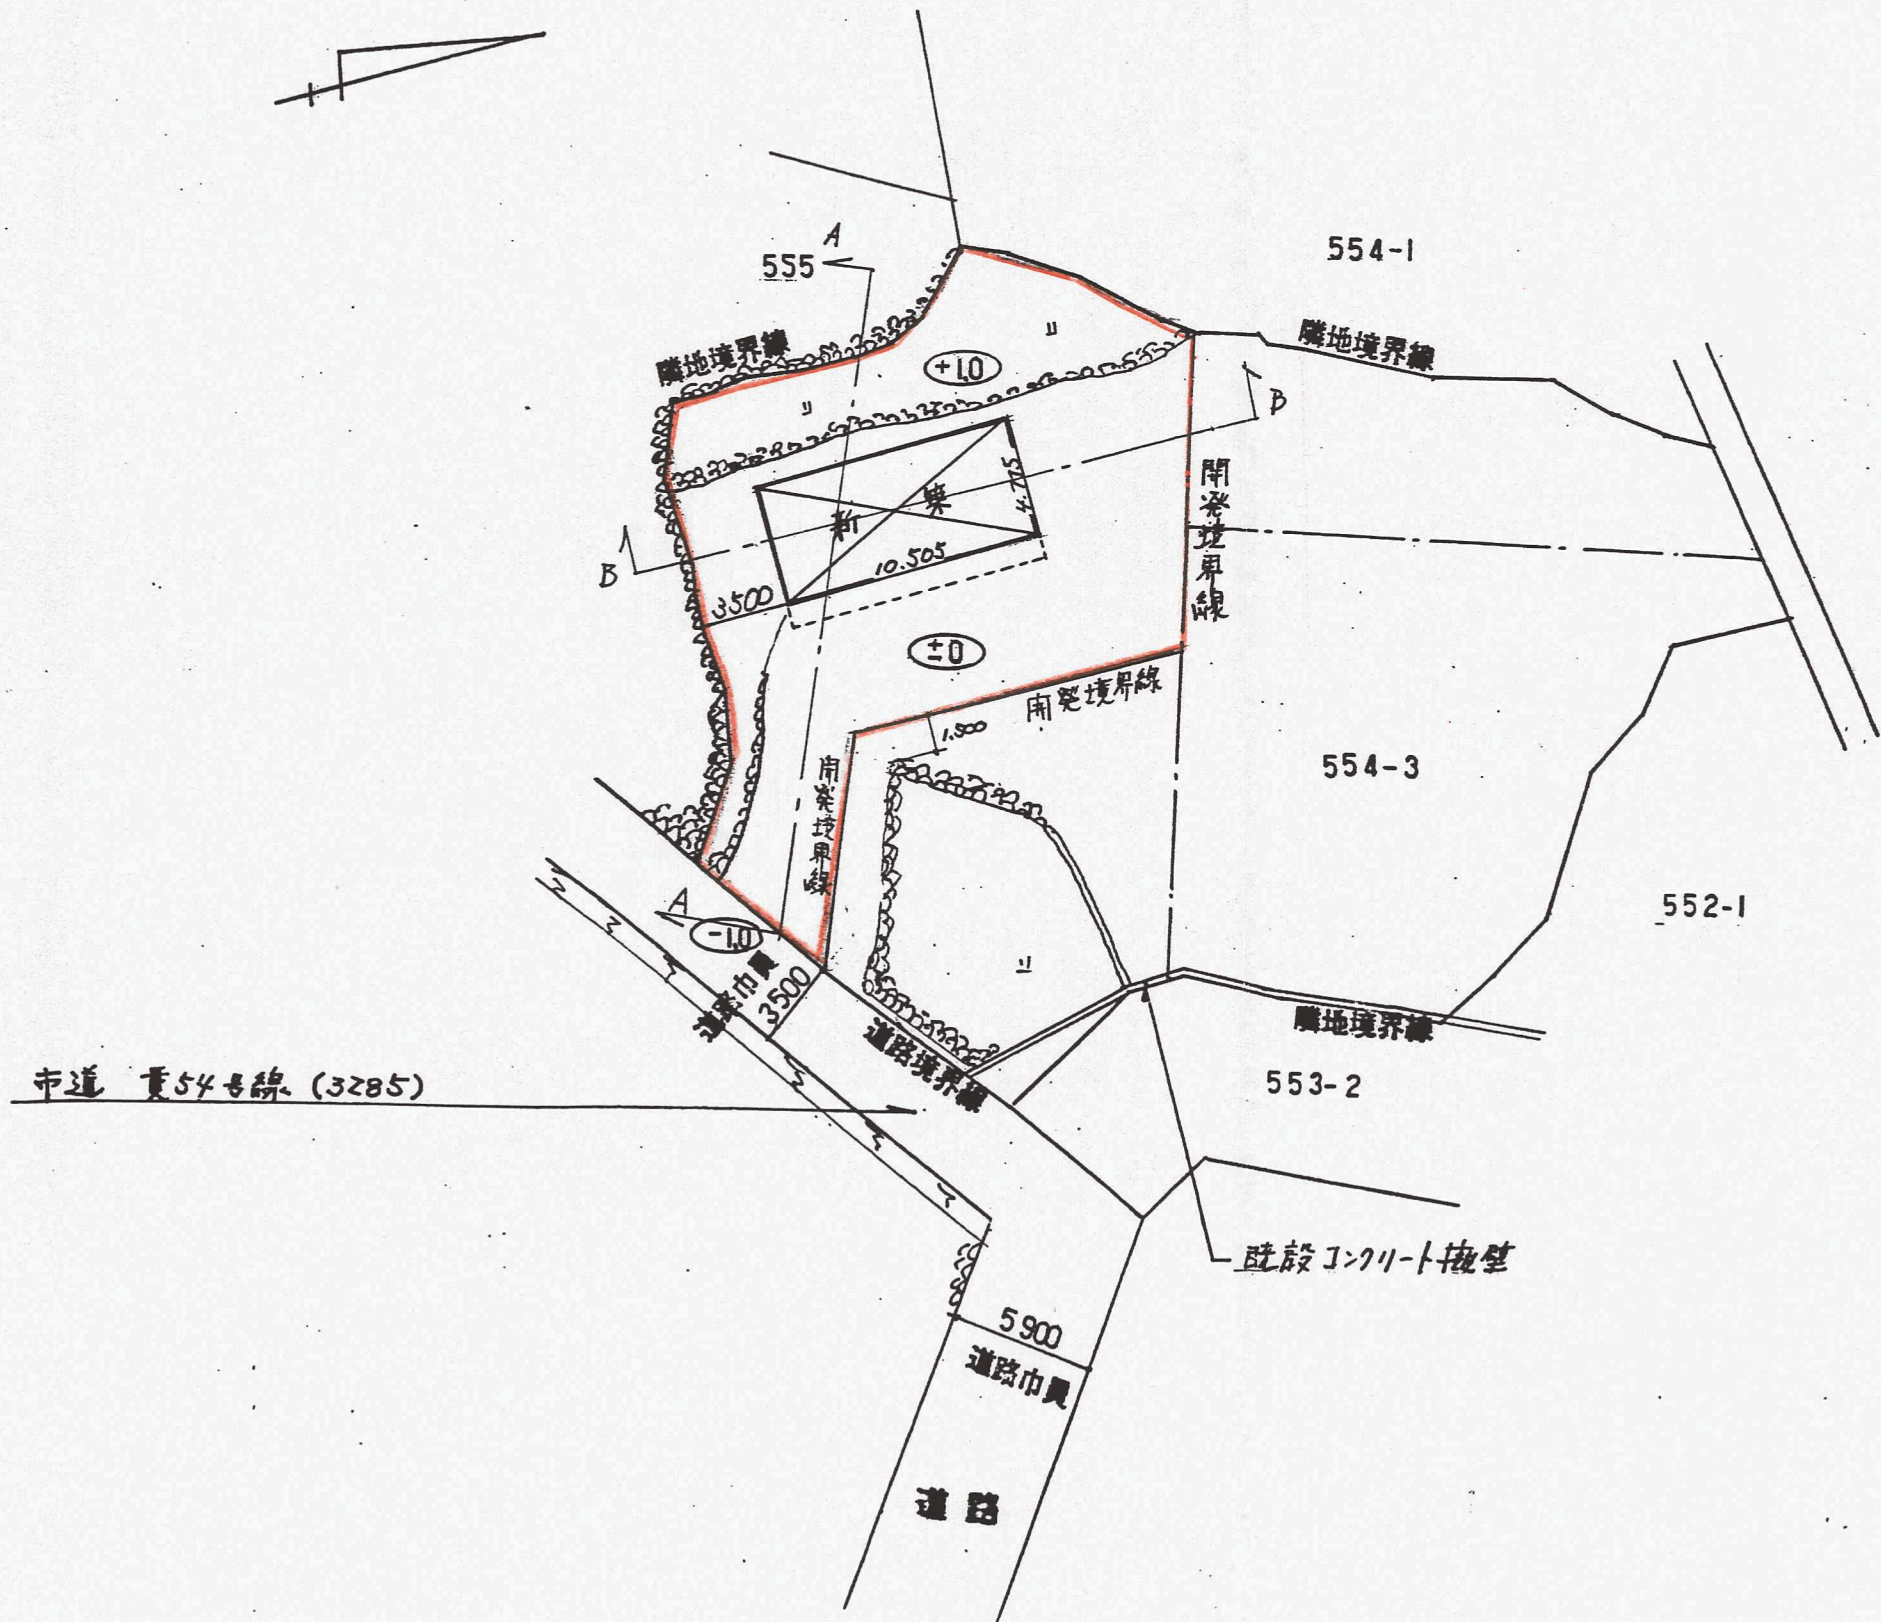 A
555
554-1
隣地境界線
隣地境界線
〃
+1.0
〃
B
開発境界線
4.775
新築
10.505
B
3500
±0
開発境界線
1.500
開発境界線
554-3
552-1
A
-1.0
道路巾員
3500
〃
道路境界線
隣地境界線
市道 貫54号線 (3285)
553-2
既設コンクリート擁壁
5900
道路巾員
道路